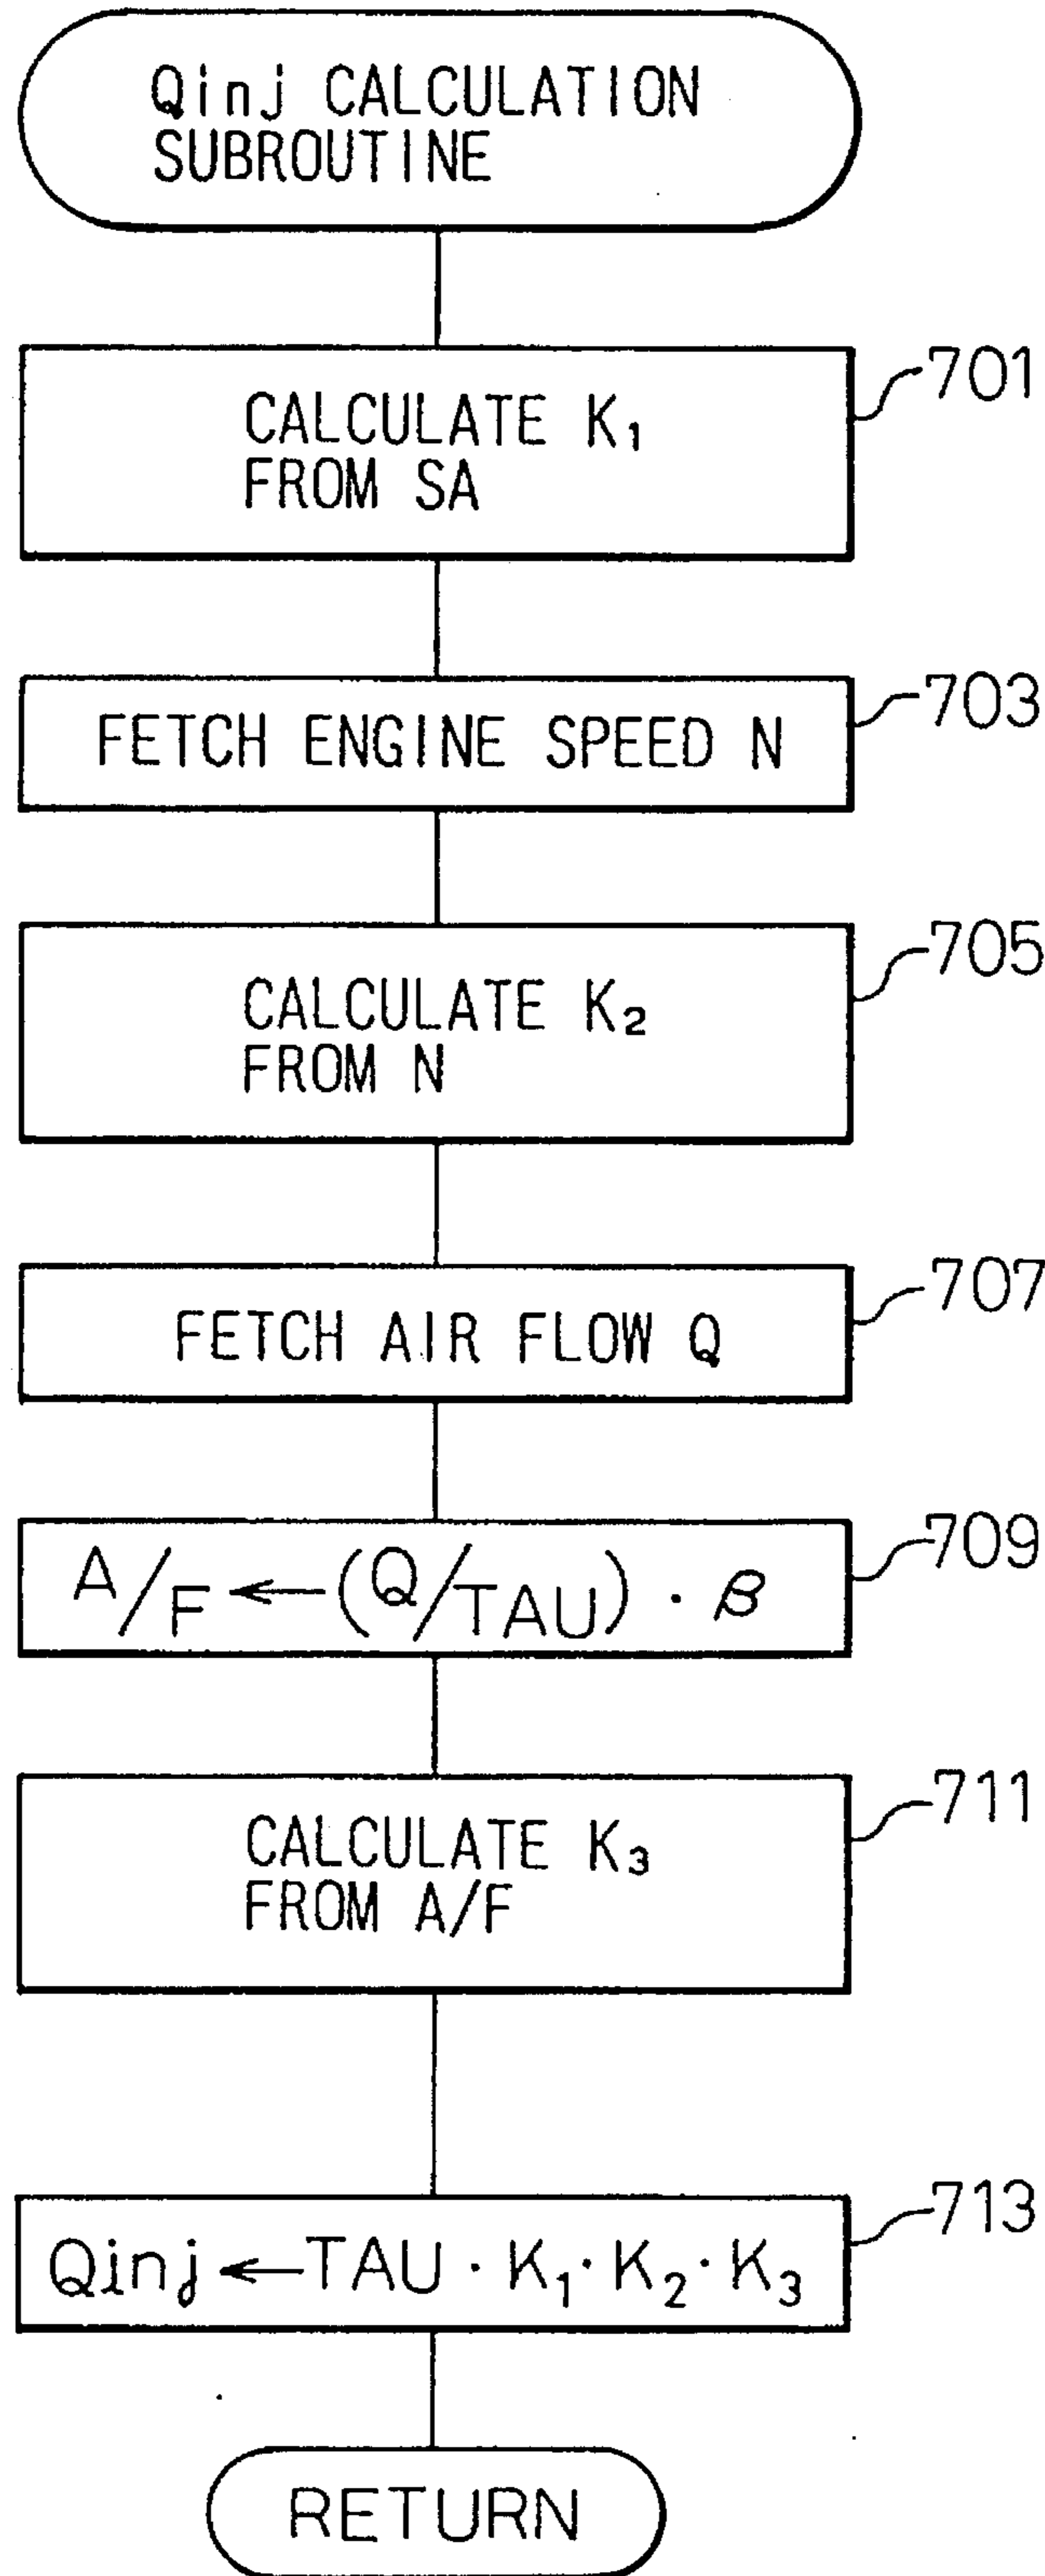 Qinj CALCULATION
SUBROUTINE
701
CALCULATE K₁
FROM SA
703
FETCH ENGINE SPEED N
705
CALCULATE K₂
FROM N
707
FETCH AIR FLOW Q
709
A/F ← (Q/TAU) · β
711
CALCULATE K₃
FROM A/F
713
Qinj ← TAU · K₁ · K₂ · K₃
RETURN